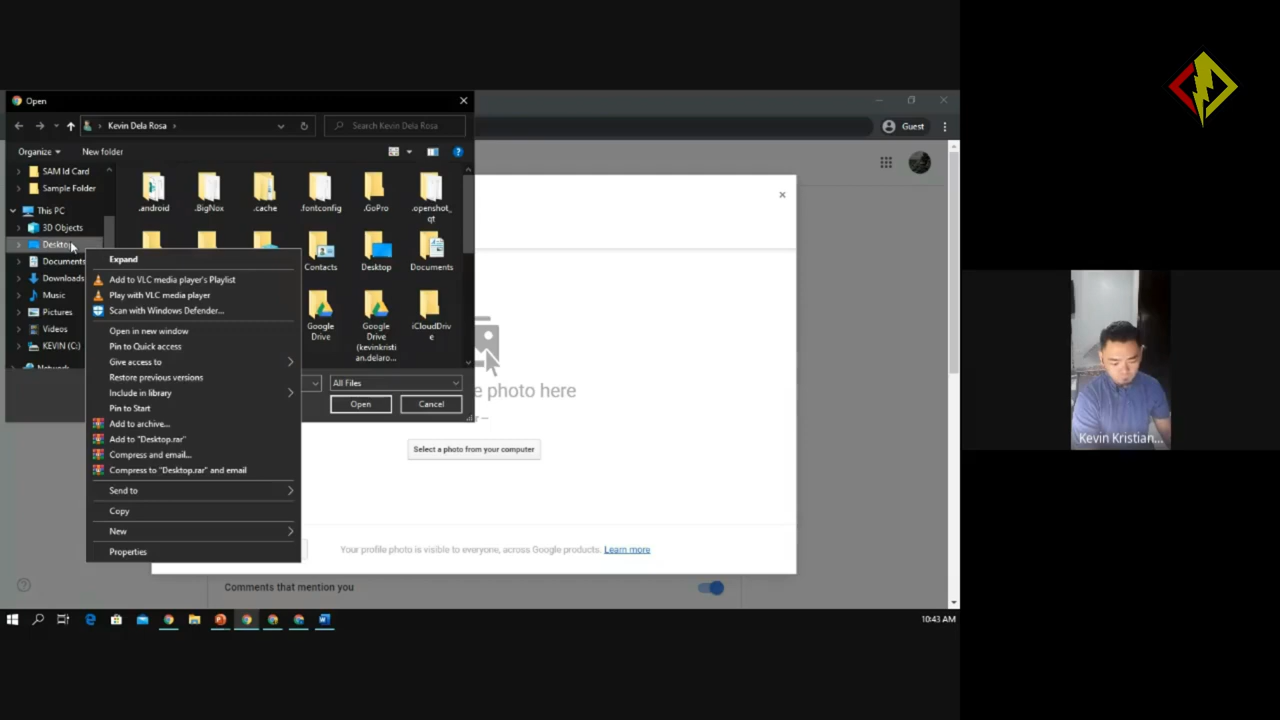 Open
Kevin Dela Rosa
Search Kevin Dela Rosa
Organize
New folder
SAM Id Card
Sample Folder
This PC
3D Objects
Desktop
Documents
Downloads
Music
Pictures
Videos
KEVIN (C:)
.android
.BigNox
.cache
.fontconfig
.GoPro
.openshot_
qt
Contacts
Desktop
Documents
Google
Drive
Google
Drive
(kevinkristi
an.delaro...
iCloudDriv
e
All Files
Open
Cancel
Expand
Add to VLC media player's Playlist
Play with VLC media player
Scan with Windows Defender...
Open in new window
Pin to Quick access
Give access to
Restore previous versions
Include in library
Pin to Start
Add to archive...
Add to "Desktop.rar"
Compress and email...
Compress to "Desktop.rar" and email
Send to
Copy
New
Properties
Guest
e photo here
Select a photo from your computer
Your profile photo is visible to everyone, across Google products. Learn more
Comments that mention you
10:43 AM
Kevin Kristian...